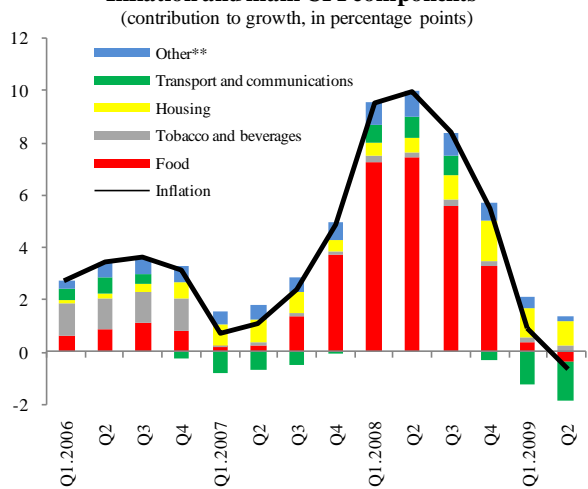 Inflation and main CPI components
(contribution to growth, in percentage points)
12
10
8
6
4
2
0
-2
Other**
Transport and communications
Housing
Tobacco and beverages
Food
Inflation
Q1.2006
Q2
Q3
Q4
Q1.2007
Q2
Q3
Q4
Q1.2008
Q2
Q3
Q4
Q1.2009
Q2